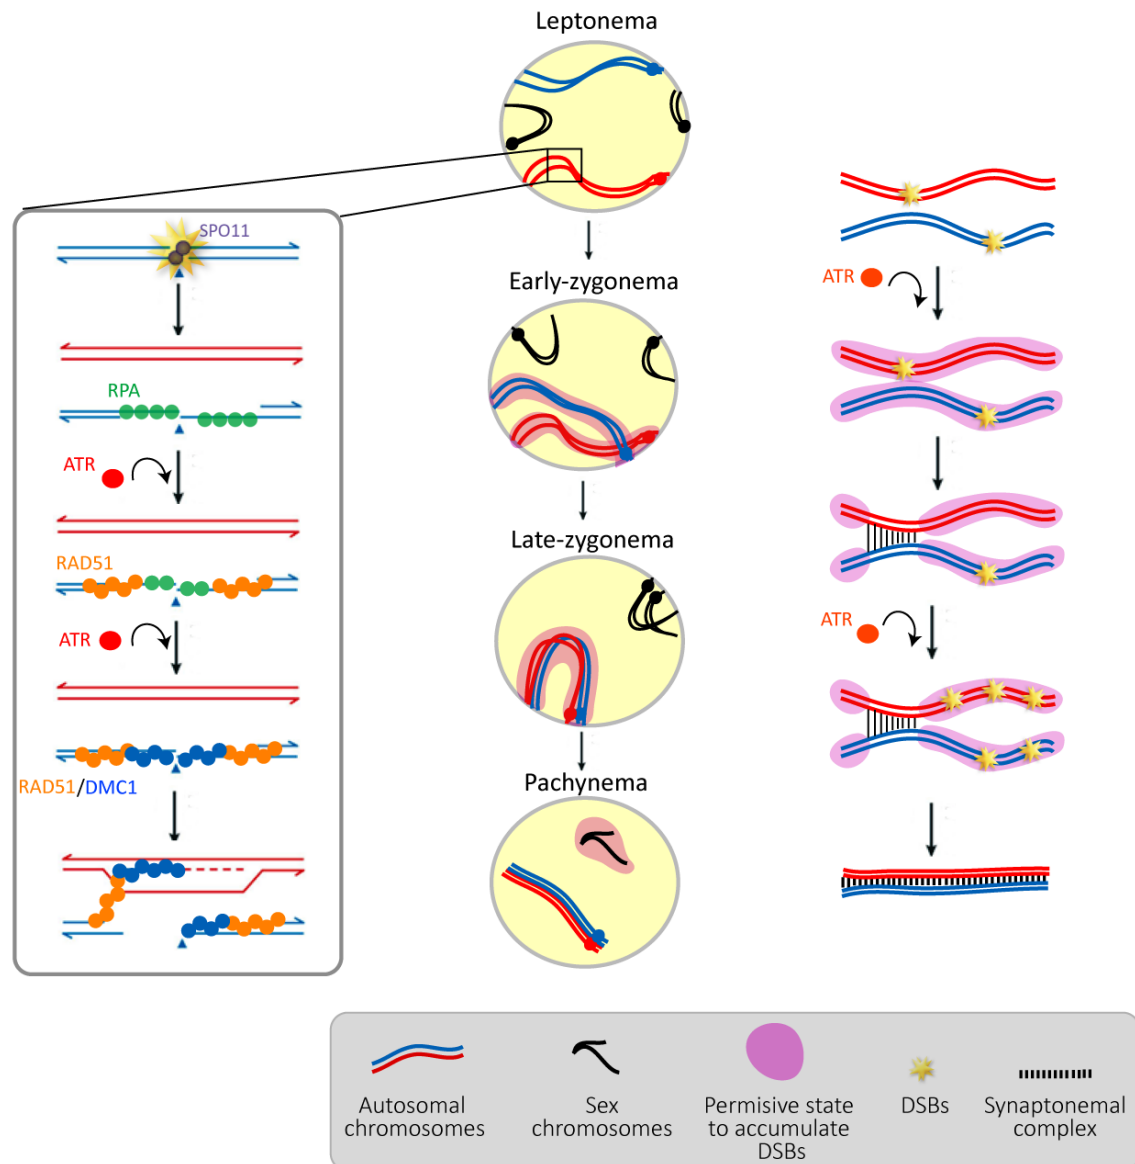 Leptonema
SPO11
RPA
ATR
RAD51
ATR
RAD51/DMC1
Early-zygonema
Late-zygonema
Pachynema
ATR
ATR
Autosomal
chromosomes
Sex
chromosomes
Permisive state
to accumulate
DSBs
DSBs
Synaptonemal
complex